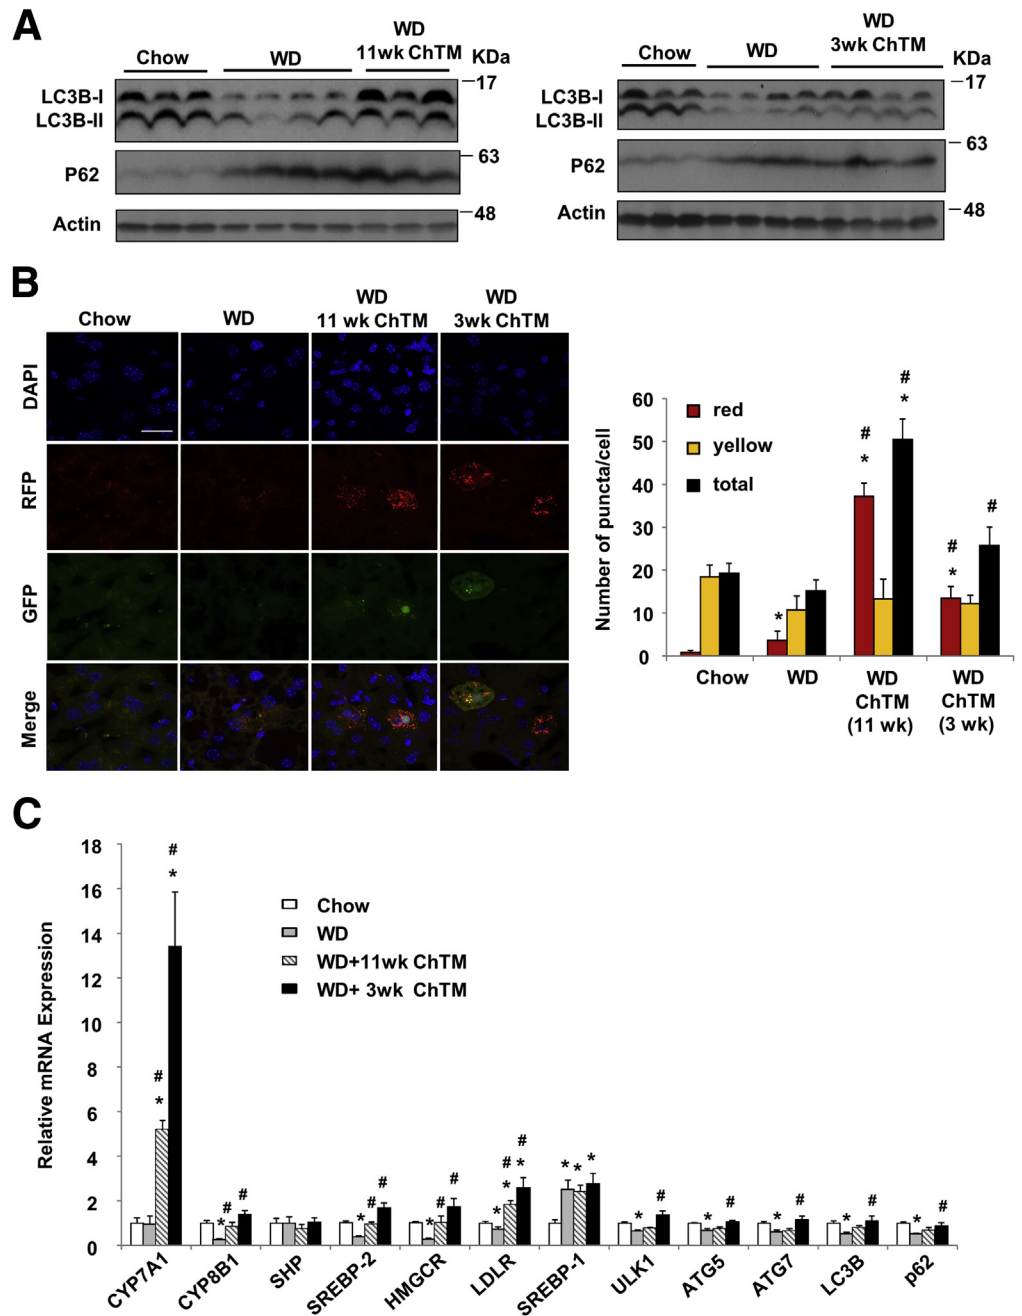 A
Chow
WD
WD
11wk ChTM
KDa
17
LC3B-I
LC3B-II
63
P62
48
Actin
Chow
WD
WD
3wk ChTM
KDa
17
LC3B-I
LC3B-II
63
P62
48
Actin
B
Chow
WD
WD
11 wk ChTM
WD
3wk ChTM
DAPI
RFP
GFP
Merge
Number of puncta/cell
60
50
40
30
20
10
0
red
yellow
total
*
# *
# *
# *
#
Chow
WD
WD
ChTM
(11 wk)
WD
ChTM
(3 wk)
C
Relative mRNA Expression
18
16
14
12
10
8
6
4
2
0
Chow
WD
WD+11wk ChTM
WD+ 3wk ChTM
# *
# *
* # #
* # #
* # #
* # * # *
* * *
* #
* #
* #
* #
* #
CYP7A1
CYP8B1
SHP
SREBP-2
HMGCR
LDLR
SREBP-1
ULK1
ATG5
ATG7
LC3B
p62